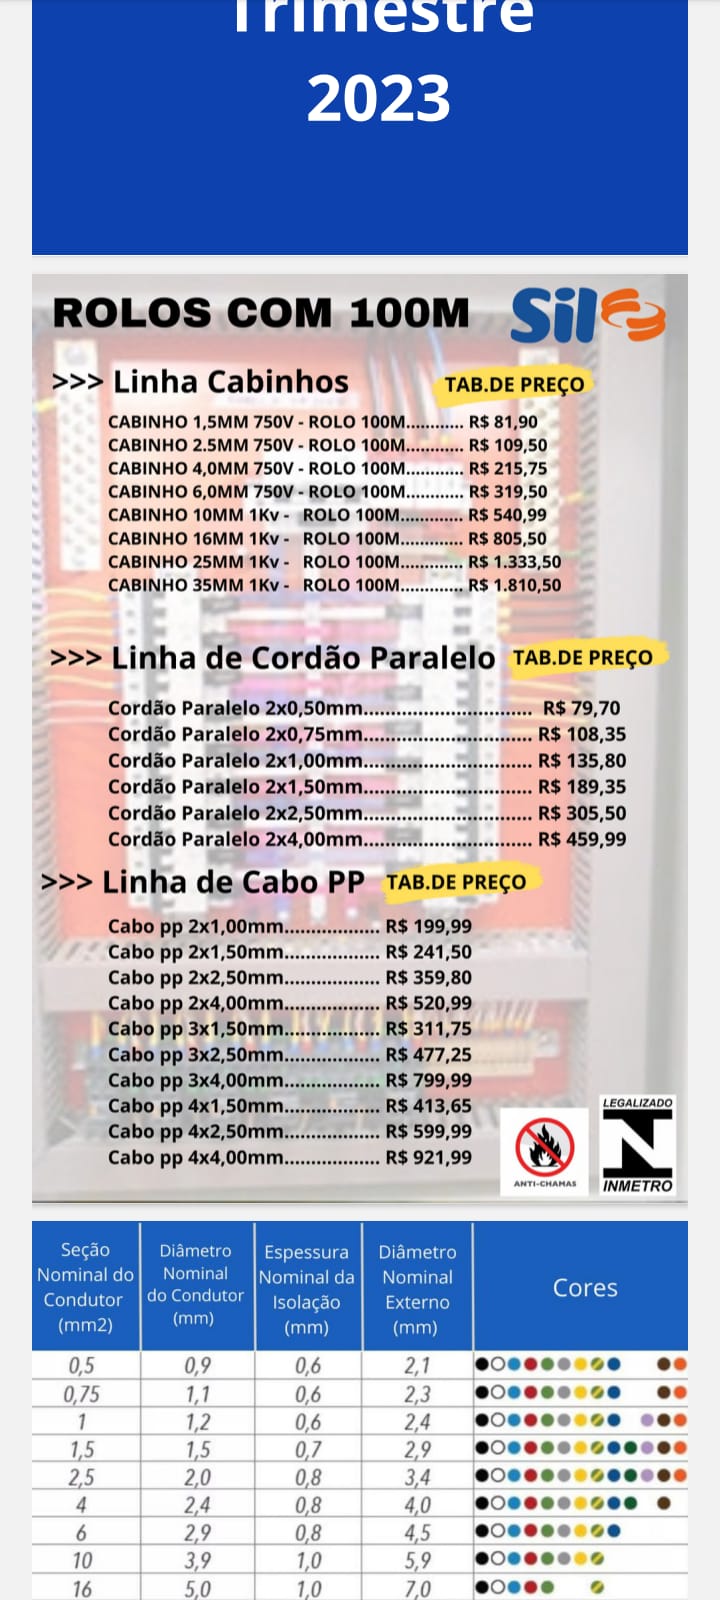 Trimestre
2023
ROLOS COM 100M
Sil
>>> Linha Cabinhos TAB.DE PREÇO
CABINHO 1,5MM 750V - ROLO 100M........... R$ 81,90
CABINHO 2.5MM 750V - ROLO 100M........... R$ 109,50
CABINHO 4,0MM 750V - ROLO 100M........... R$ 215,75
CABINHO 6,0MM 750V - ROLO 100M........... R$ 319,50
CABINHO 10MM 1Kv - ROLO 100M............ R$ 540,99
CABINHO 16MM 1Kv - ROLO 100M............ R$ 805,50
CABINHO 25MM 1Kv - ROLO 100M............ R$ 1.333,50
CABINHO 35MM 1Kv - ROLO 100M............ R$ 1.810,50
>>> Linha de Cordão Paralelo TAB.DE PREÇO
Cordão Paralelo 2x0,50mm.............................. R$ 79,70
Cordão Paralelo 2x0,75mm.............................. R$ 108,35
Cordão Paralelo 2x1,00mm.............................. R$ 135,80
Cordão Paralelo 2x1,50mm.............................. R$ 189,35
Cordão Paralelo 2x2,50mm.............................. R$ 305,50
Cordão Paralelo 2x4,00mm.............................. R$ 459,99
>>> Linha de Cabo PP TAB.DE PREÇO
Cabo pp 2x1,00mm................. R$ 199,99
Cabo pp 2x1,50mm................. R$ 241,50
Cabo pp 2x2,50mm................. R$ 359,80
Cabo pp 2x4,00mm................. R$ 520,99
Cabo pp 3x1,50mm................. R$ 311,75
Cabo pp 3x2,50mm................. R$ 477,25
Cabo pp 3x4,00mm................. R$ 799,99
Cabo pp 4x1,50mm................. R$ 413,65
Cabo pp 4x2,50mm................. R$ 599,99
Cabo pp 4x4,00mm................. R$ 921,99
ANTI-CHAMAS
LEGALIZADO
N
INMETRO
Seção
Nominal do
Condutor
(mm2)
Diâmetro
Nominal
do Condutor
(mm)
Espessura
Nominal da
Isolação
(mm)
Diâmetro
Nominal
Externo
(mm)
Cores
0,5 0,9 0,6 2,1
0,75 1,1 0,6 2,3
1 1,2 0,6 2,4
1,5 1,5 0,7 2,9
2,5 2,0 0,8 3,4
4 2,4 0,8 4,0
6 2,9 0,8 4,5
10 3,9 1,0 5,9
16 5,0 1,0 7,0